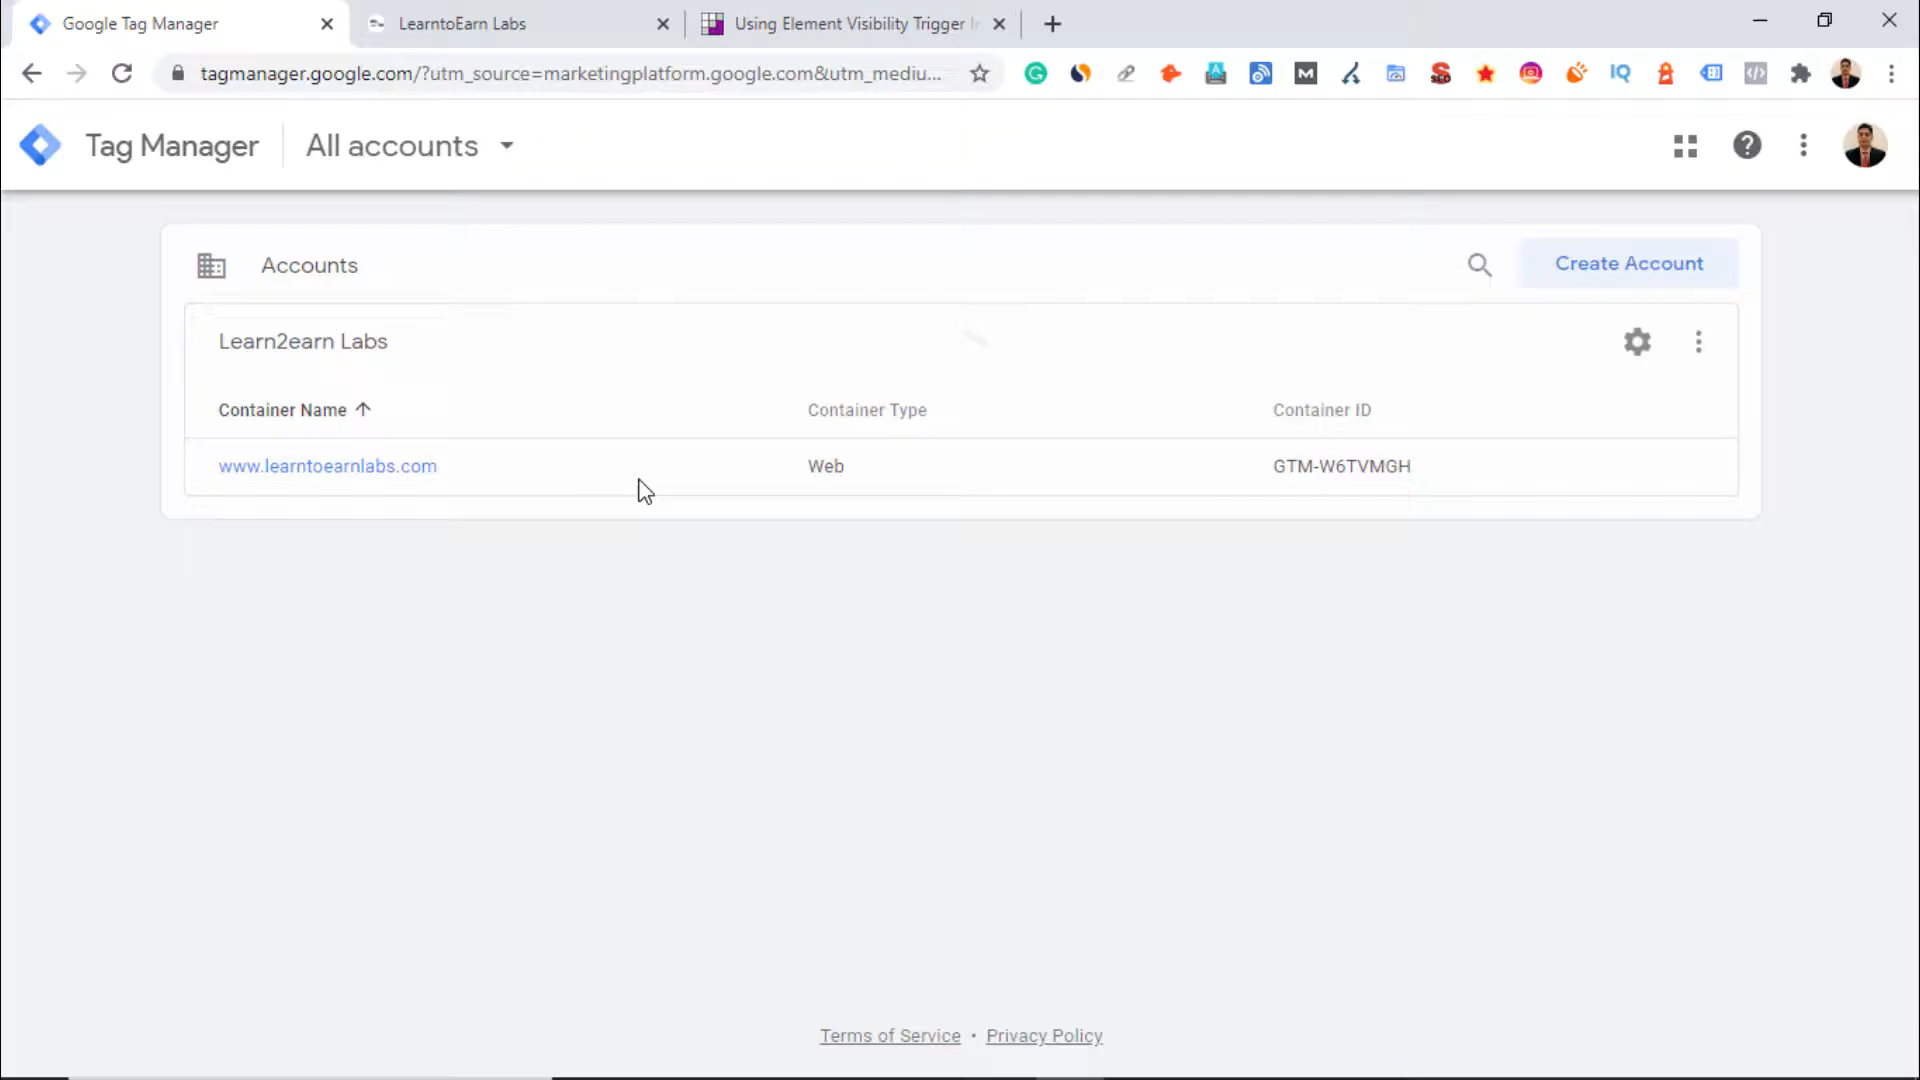 Google Tag Manager
LearntoEarn Labs
Using Element Visibility Trigger
tagmanager.google.com/?utm_source=marketingplatform.google.com&utm_mediu...
SEO
IQ
Tag Manager
All accounts
Accounts
Create Account
Learn2earn Labs
Container Name
Container Type
Container ID
www.learntoearnlabs.com
Web
GTM-W6TVMGH
Terms of Service • Privacy Policy